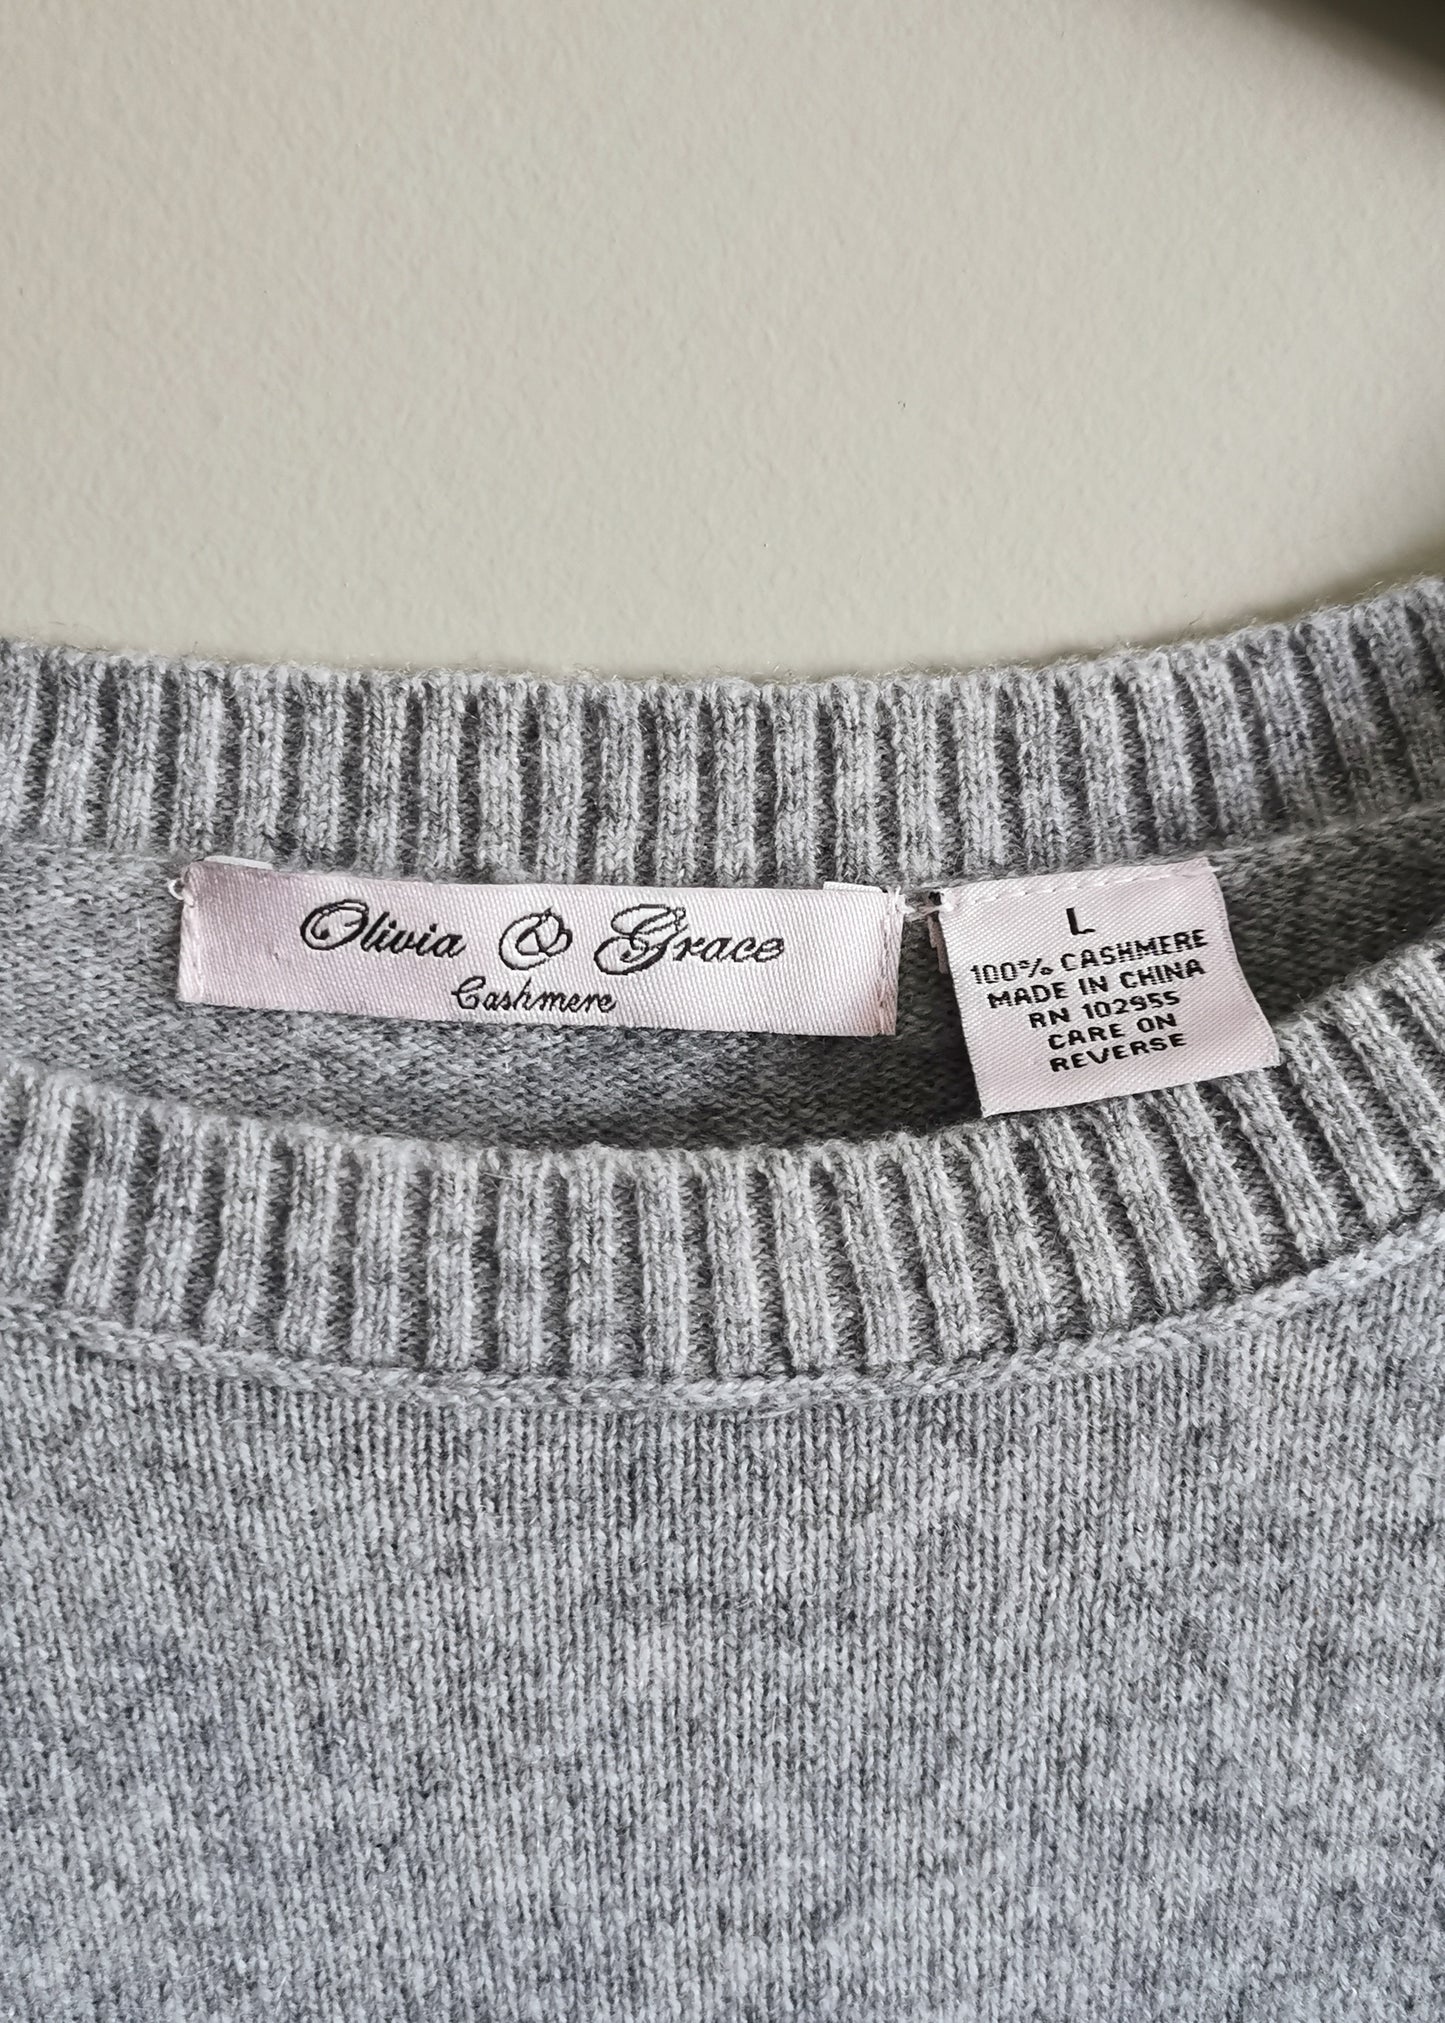 Olivia & Grace
Cashmere
L
100% CASHMERE
MADE IN CHINA
RN 102955
CARE ON
REVERSE